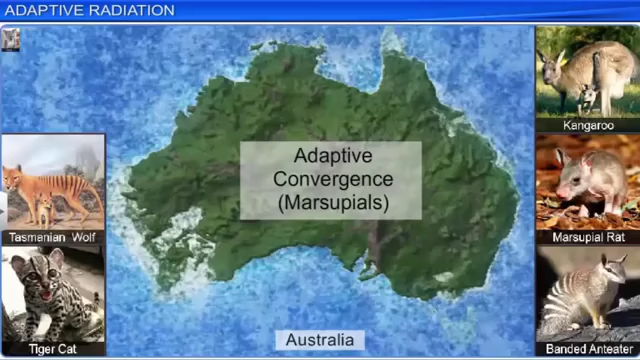 ADAPTIVE RADIATION
Adaptive
Convergence
(Marsupials)
Kangaroo
Tasmanian Wolf
Marsupial Rat
Tiger Cat
Australia
Banded Anteater